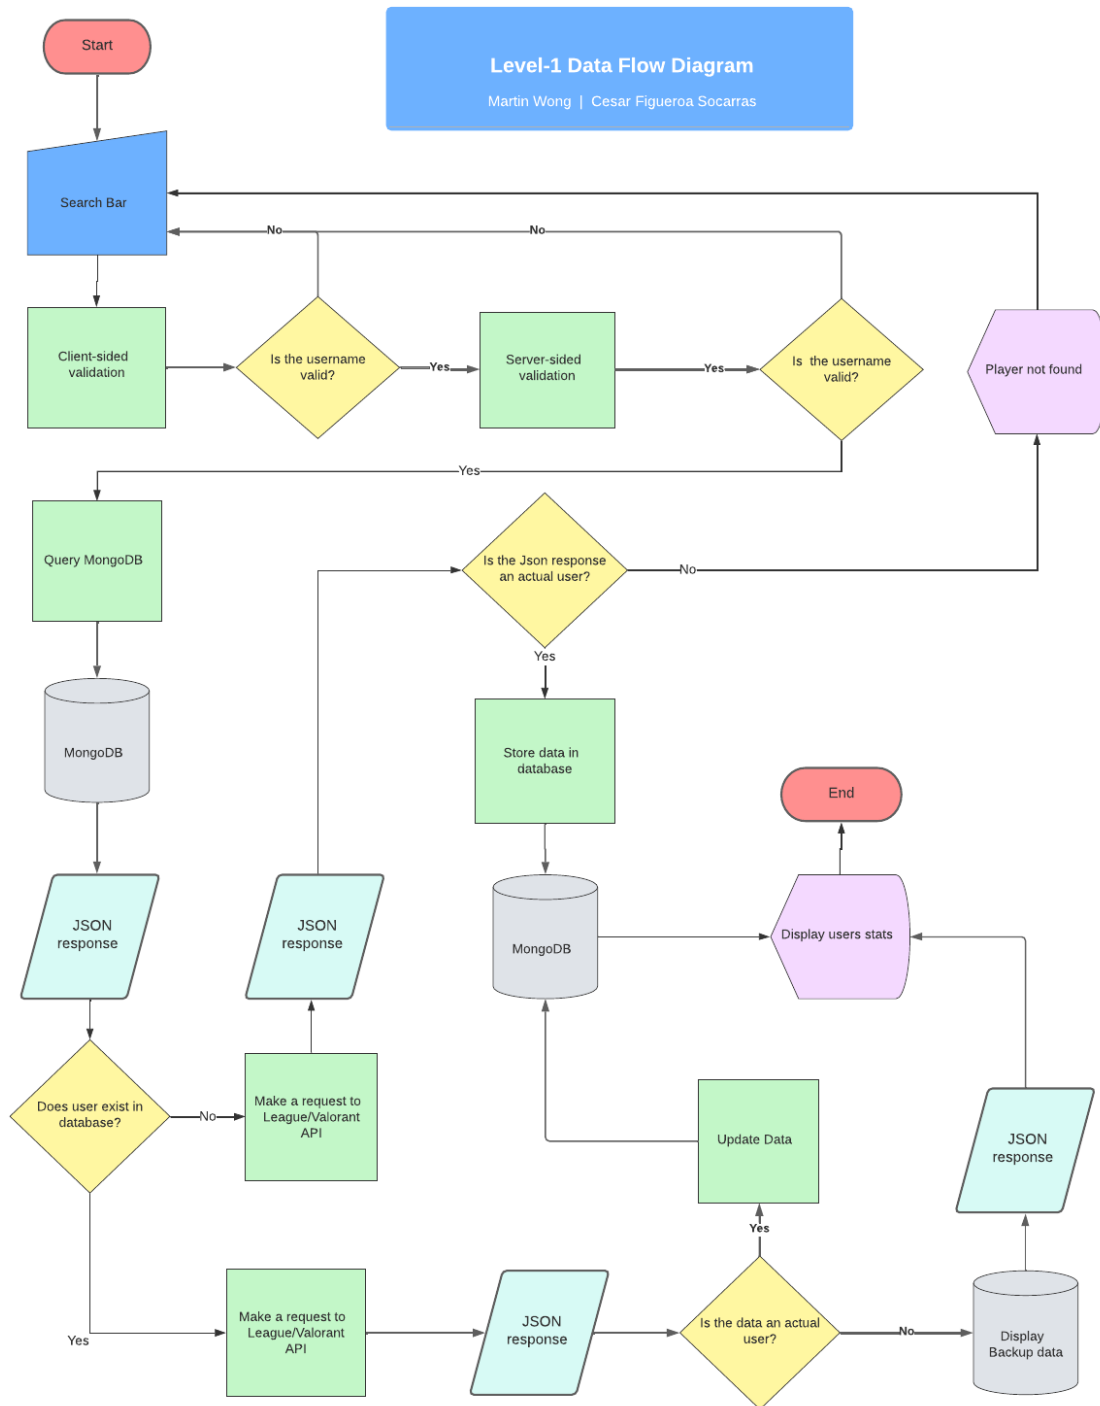 Start
Level-1 Data Flow Diagram
Martin Wong | Cesar Figueroa Socarras
Search Bar
No
No
Client-sided
validation
Is the username
valid?
Yes
Server-sided
validation
Yes
Is the username
valid?
Player not found
Yes
Query MongoDB
Is the Json response
an actual user?
No
Yes
MongoDB
Store data in
database
End
JSON
response
JSON
response
MongoDB
Display users stats
Does user exist in
database?
No
Make a request to
League/Valorant
API
Update Data
JSON
response
Yes
Yes
Make a request to
League/Valorant
API
JSON
response
Is the data an actual
user?
No
Display
Backup data